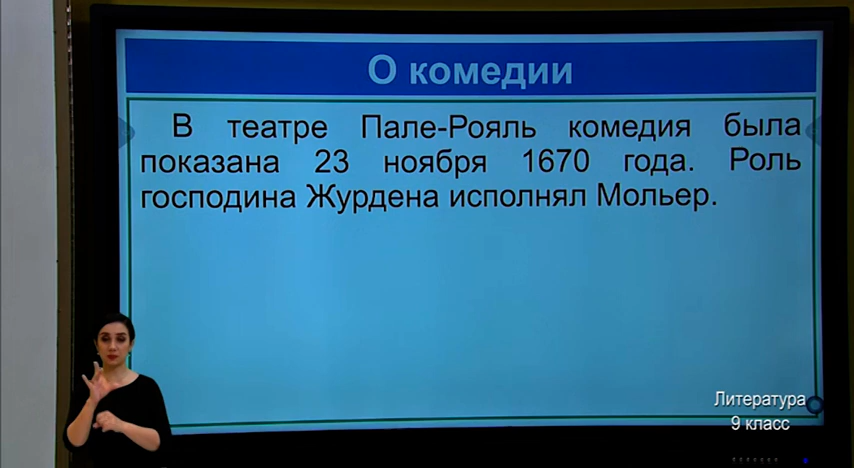 О комедии
В театре Пале-Рояль комедия была
показана 23 ноября 1670 года. Роль
господина Журдена исполнял Мольер.
Литература
9 класс